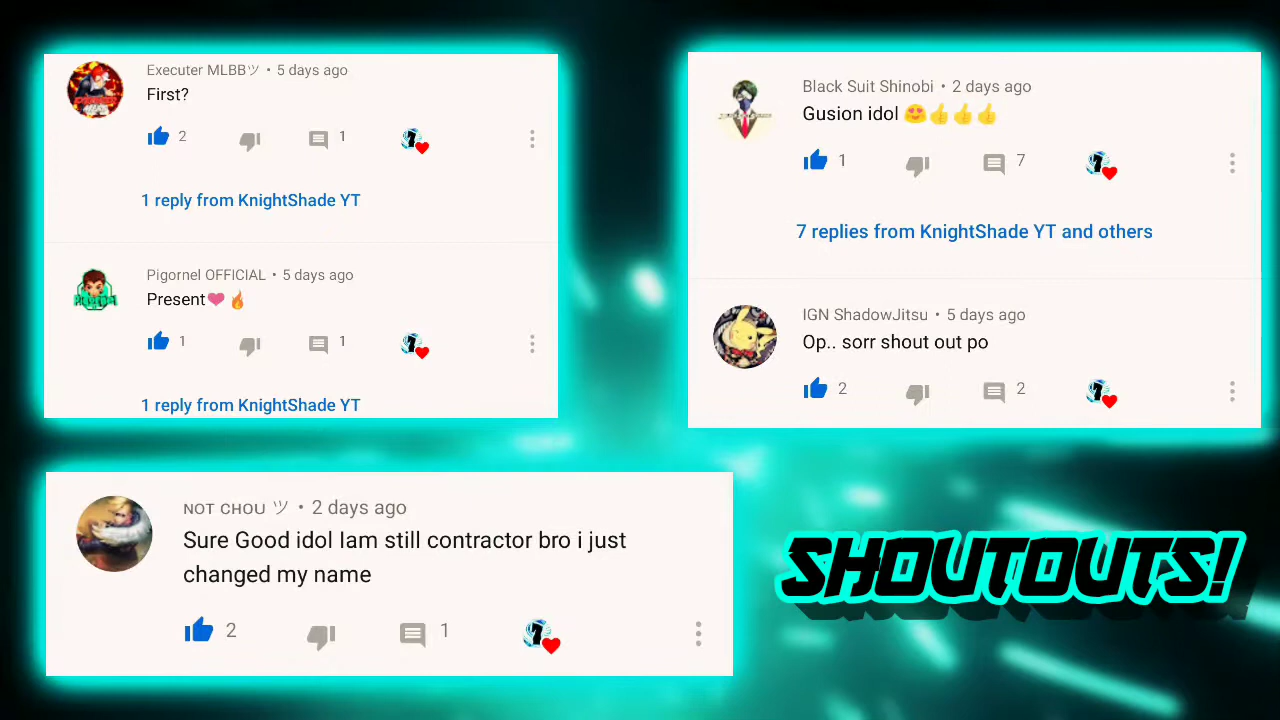 Executer MLBBツ • 5 days ago
First?
2
1
1 reply from KnightShade YT
Pigornel OFFICIAL • 5 days ago
Present💗🔥
1
1
1 reply from KnightShade YT
Black Suit Shinobi • 2 days ago
Gusion idol 😍👍👍👍
1
7
7 replies from KnightShade YT and others
IGN ShadowJitsu • 5 days ago
Op.. sorr shout out po
2
2
ɴᴏᴛ ᴄʜᴏᴜ ツ • 2 days ago
Sure Good idol Iam still contractor bro i just
changed my name
2
1
SHOUTOUTS!